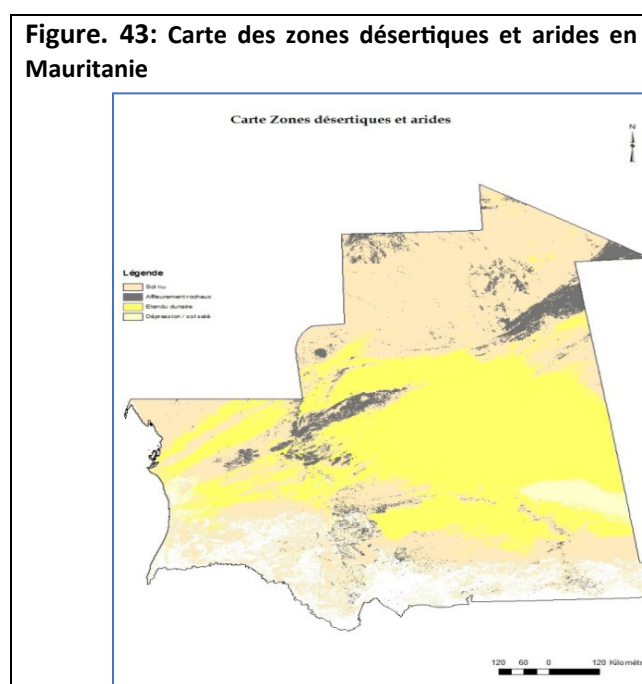 Figure. 43: Carte des zones désertiques et arides en
Mauritanie
Carte Zones désertiques et arides
N
Légende
Sol nu
Affleurement rocheux
Etendu dunaire
Dépression / sol salé
120 60 0 120 Kilomètr